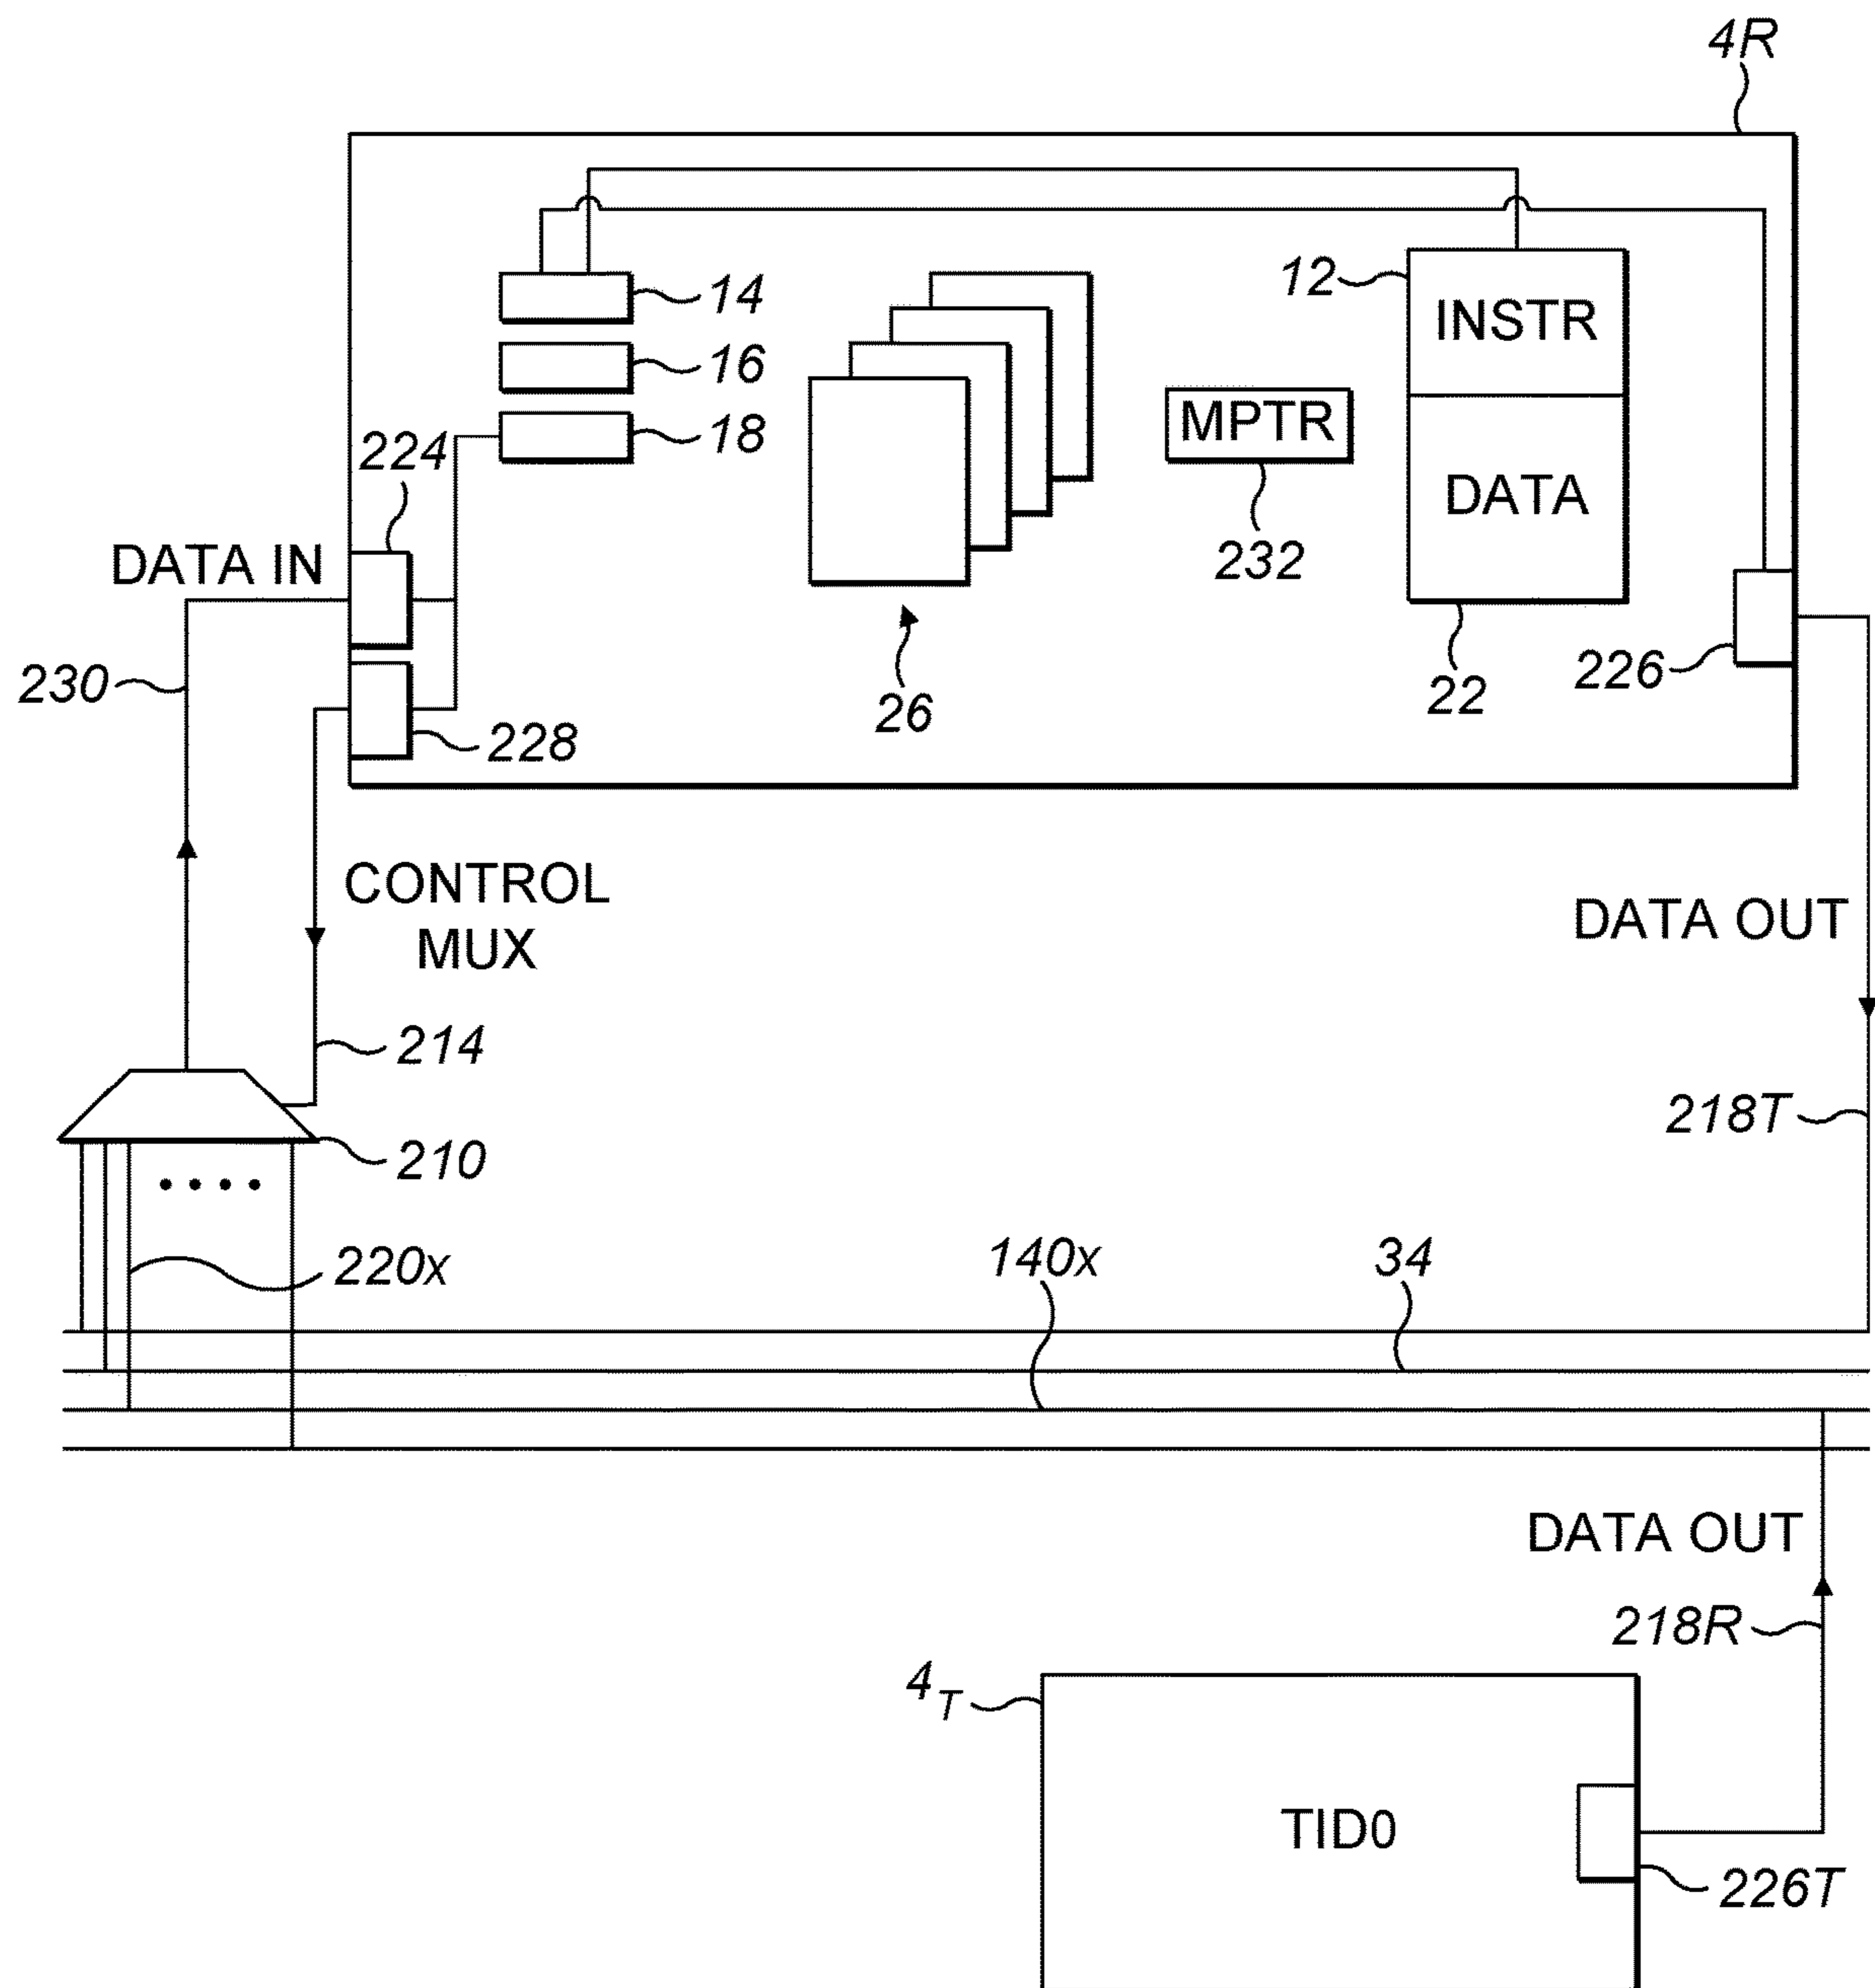 4R
12
INSTR
14
16
MPTR
18
224
DATA
DATA IN
232
230
226
22
26
228
CONTROL
MUX
DATA OUT
214
218T
210
220x
140x
34
DATA OUT
218R
4T
TID0
226T